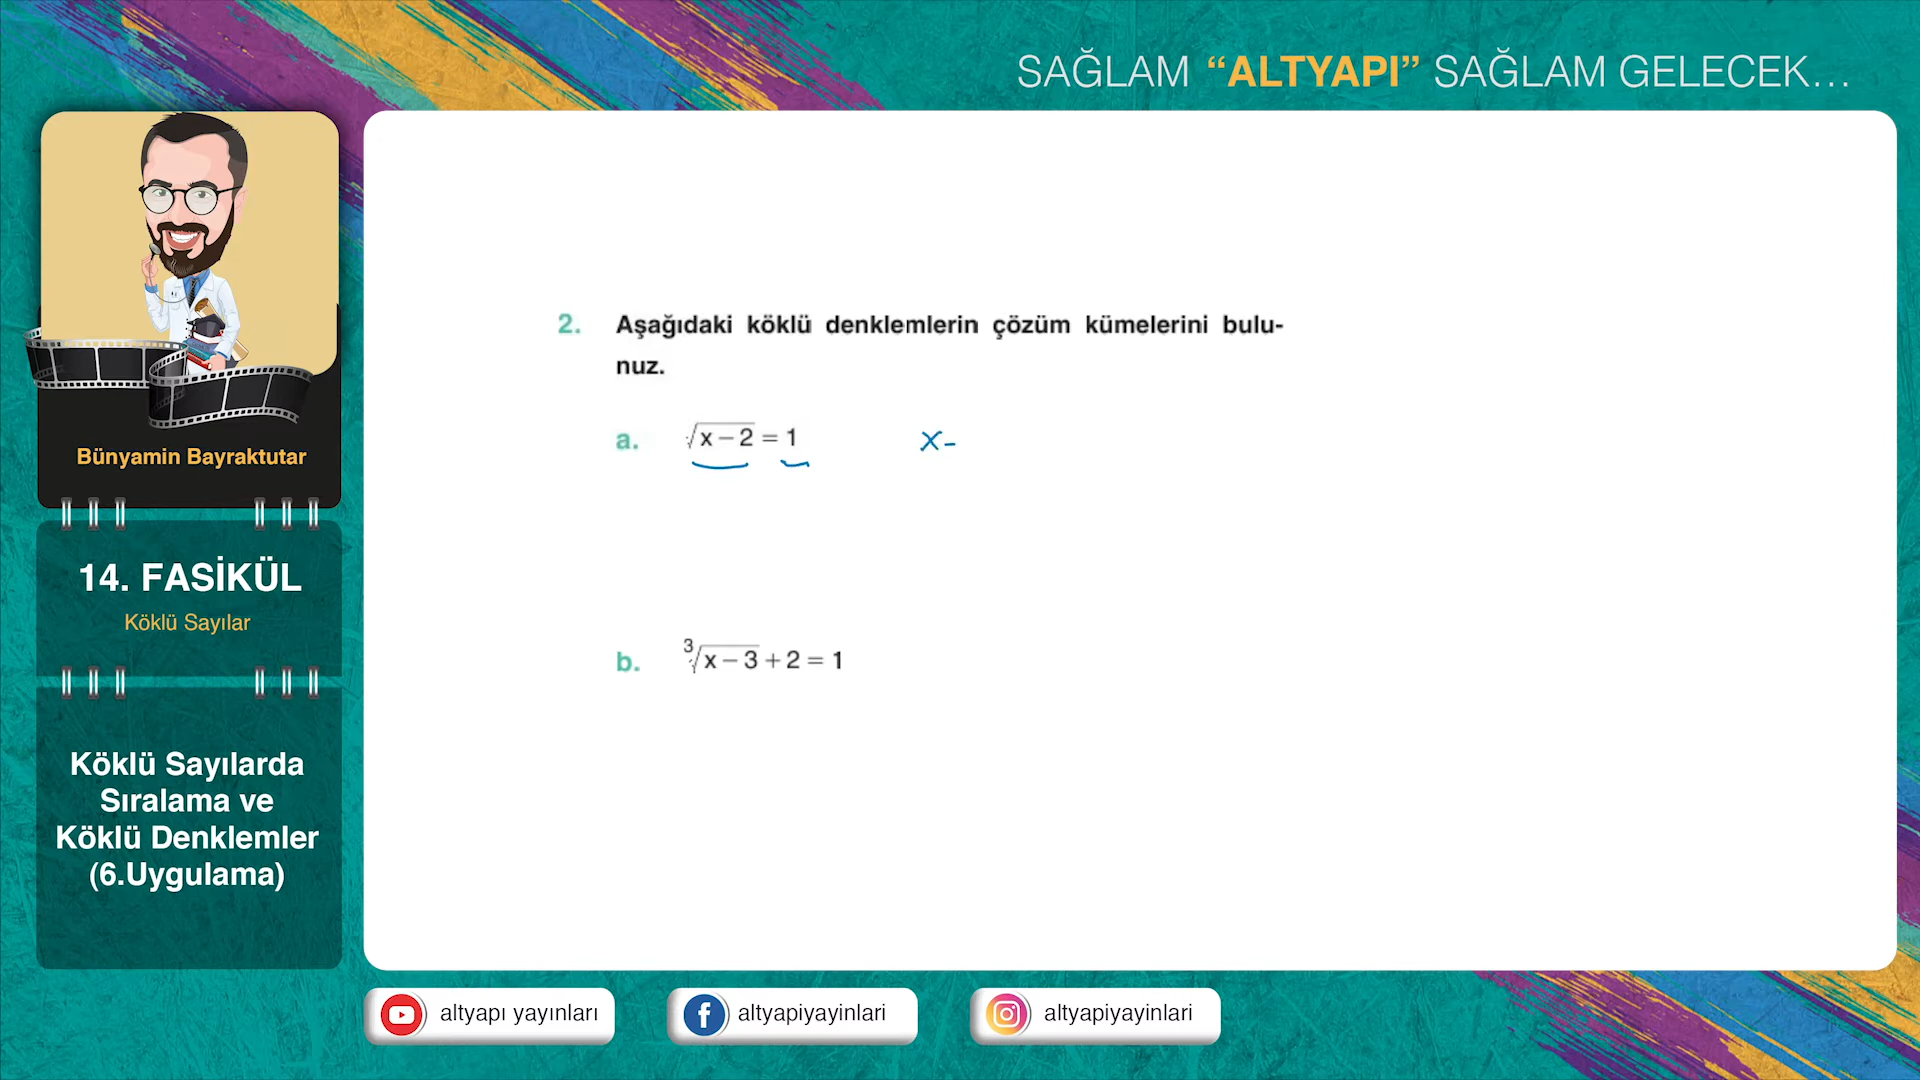 SAĞLAM “ALTYAPI” SAĞLAM GELECEK...
Bünyamin Bayraktutar
14. FASİKÜL
Köklü Sayılar
Köklü Sayılarda
Sıralama ve
Köklü Denklemler
(6.Uygulama)
2. Aşağıdaki köklü denklemlerin çözüm kümelerini bulu-
nuz.
a. √(x − 2) = 1 x-
b. ³√(x − 3) + 2 = 1
altyapı yayınları
altyapiyayinlari
altyapiyayinlari